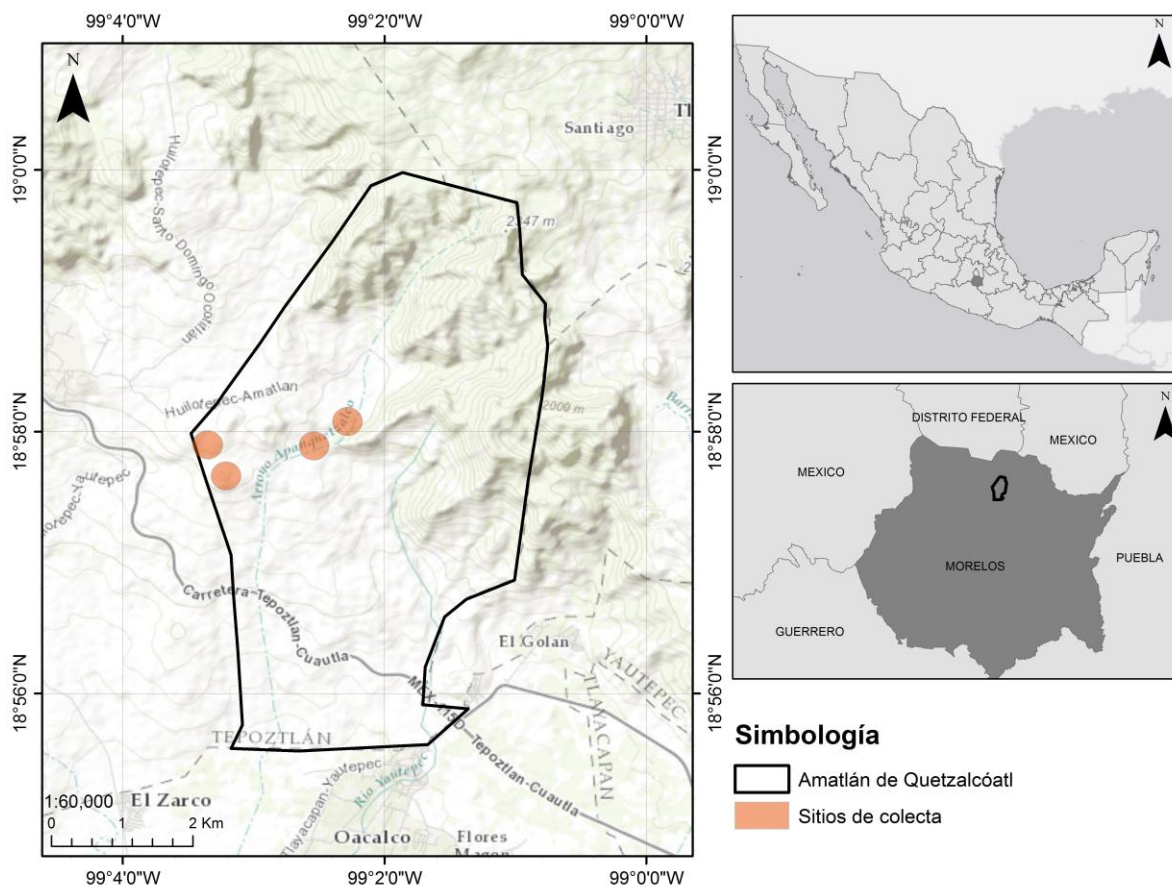 99°4'0"W
99°2'0"W
99°0'0"W
N
Santiago
19°0'0"N
19°0'0"N
2347 m
Huilotepec-Santo Domingo Ocotitlán
Huilotepec-Amatlan
2000 m
18°58'0"N
18°58'0"N
Arroyo Apanquetzalco
Carretera-Tepoztlan-Cuautla
El Golan
YAUTEPEC
TLAYACAPAN
18°56'0"N
18°56'0"N
MEX-115D
Tepoztlan-Cuautla
TEPOZTLÁN
Tlayacapan-Yautepec
Río Yautepec
El Zarco
1:60,000
0 1 2 Km
Oacalco
Flores
Magon
99°4'0"W
99°2'0"W
99°0'0"W
N
N
DISTRITO FEDERAL
MEXICO
MEXICO
MORELOS
PUEBLA
GUERRERO
Simbología
Amatlán de Quetzalcóatl
Sitios de colecta